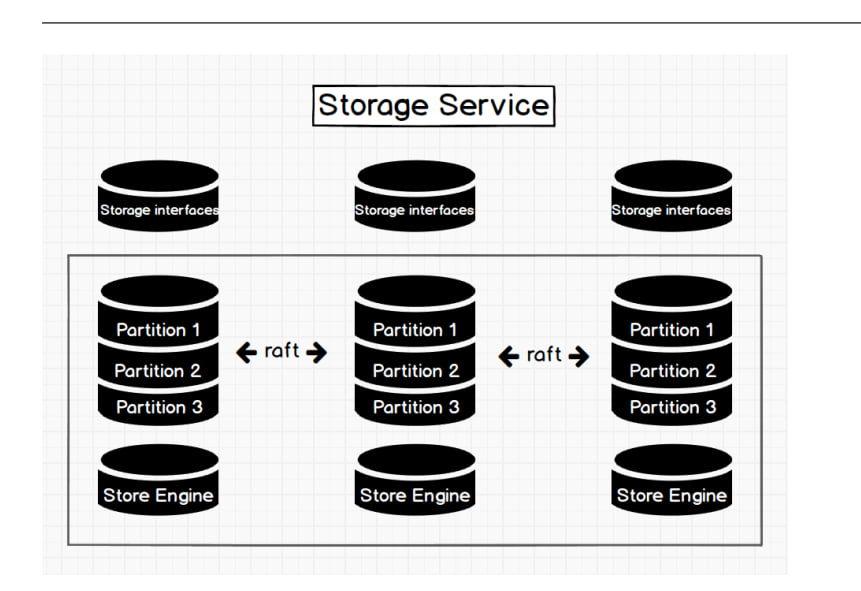 Storage Service
Storage interfaces Storage interfaces Storage interfaces
Partition 1 Partition 1 Partition 1
raft raft
Partition 2 Partition 2 Partition 2
Partition 3 Partition 3 Partition 3
Store Engine Store Engine Store Engine